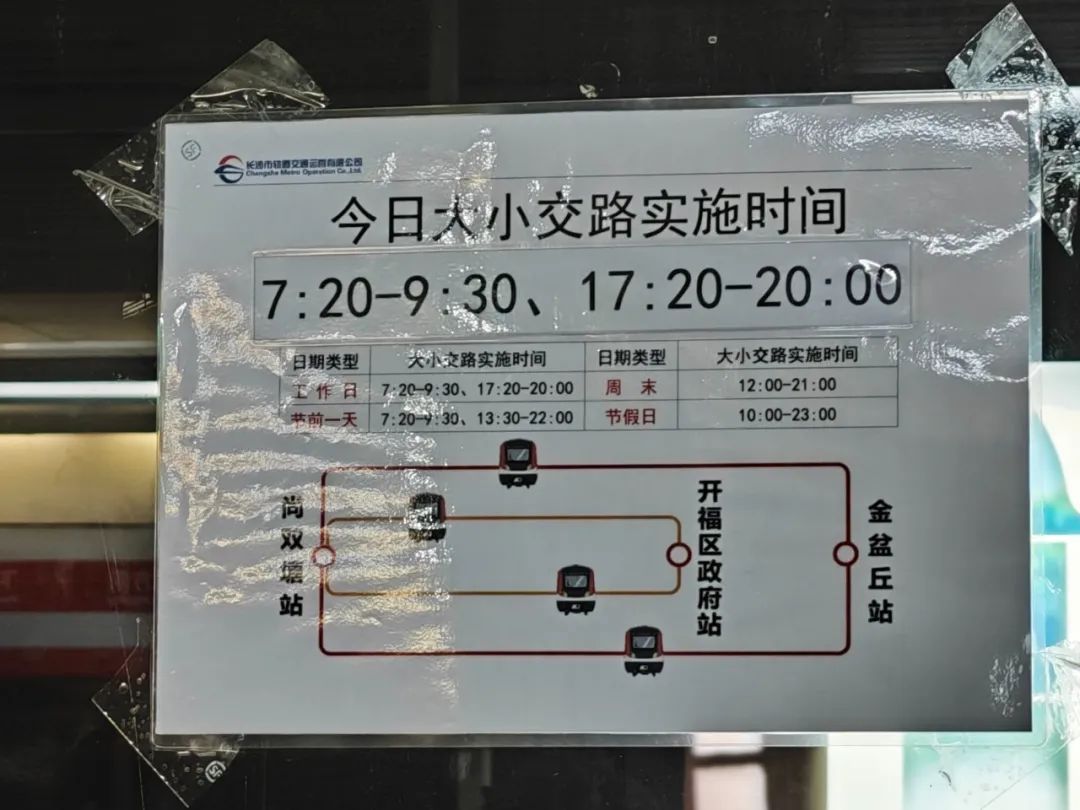 长沙市轨道交通运营有限公司
Changsha Metro Operation Co.,Ltd.
今日大小交路实施时间
7:20-9:30、17:20-20:00
日期类型 大小交路实施时间 日期类型 大小交路实施时间
工作日 7:20-9:30、17:20-20:00 周末 12:00-21:00
节前一天 7:20-9:30、13:30-22:00 节假日 10:00-23:00
尚双塘站
开福区政府站
金盆丘站